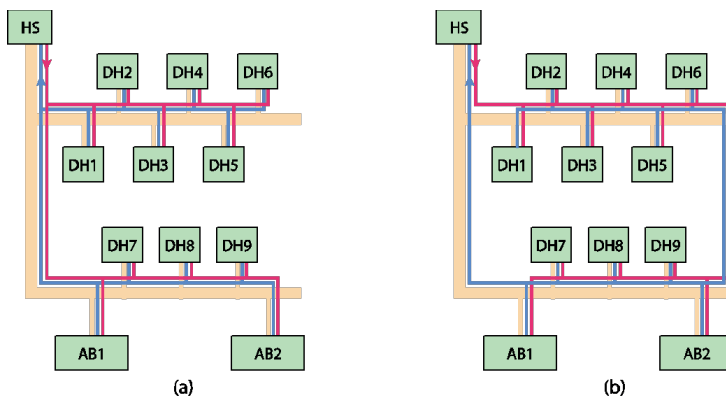 HS
DH2 DH4 DH6
DH1 DH3 DH5
DH7 DH8 DH9
AB1 AB2
(a)
HS
DH2 DH4 DH6
DH1 DH3 DH5
DH7 DH8 DH9
AB1 AB2
(b)